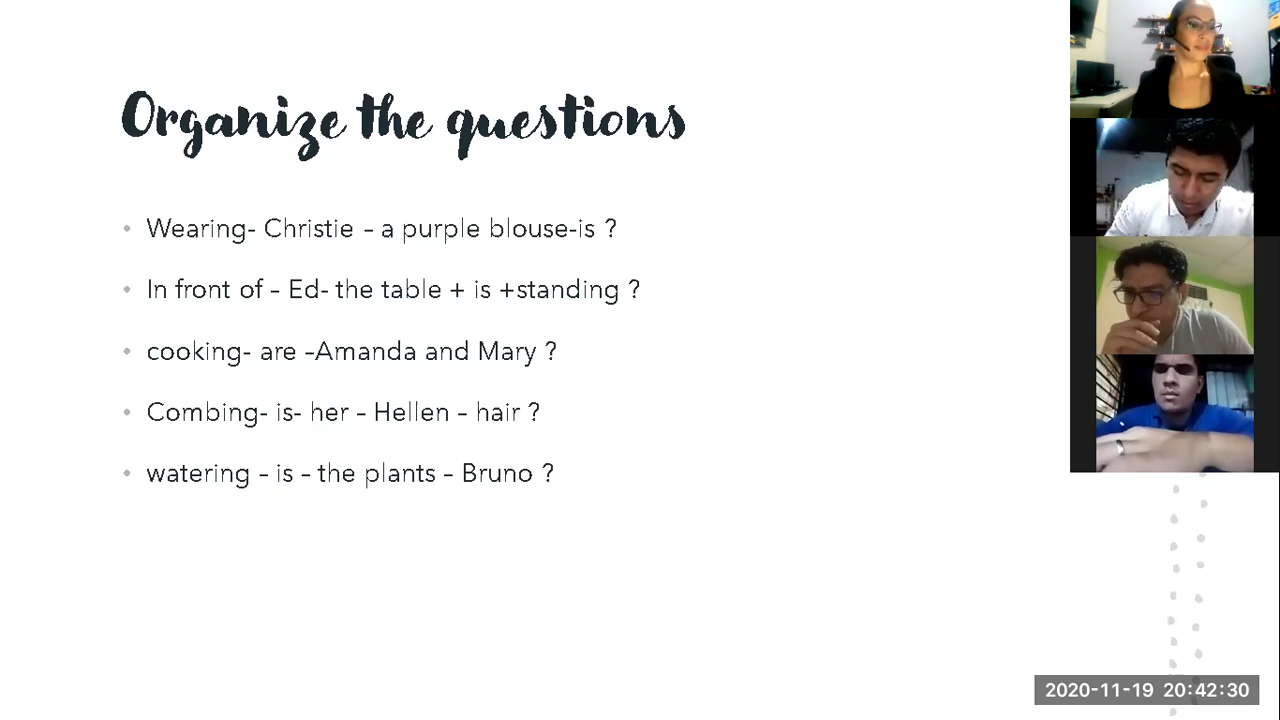 Organize the questions
• Wearing- Christie – a purple blouse-is ?
• In front of – Ed- the table + is +standing ?
• cooking- are –Amanda and Mary ?
• Combing- is- her – Hellen – hair ?
• watering – is – the plants – Bruno ?
2020-11-19 20:42:30